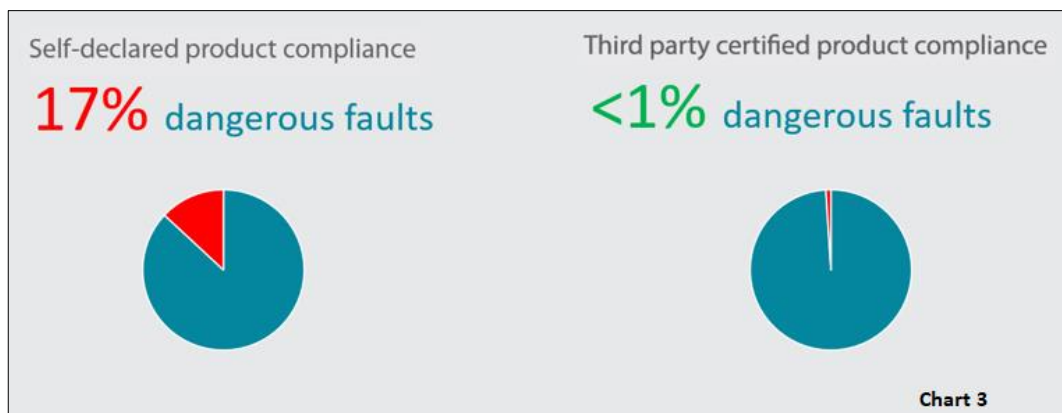 Self-declared product compliance
17% dangerous faults
Third party certified product compliance
<1% dangerous faults
Chart 3